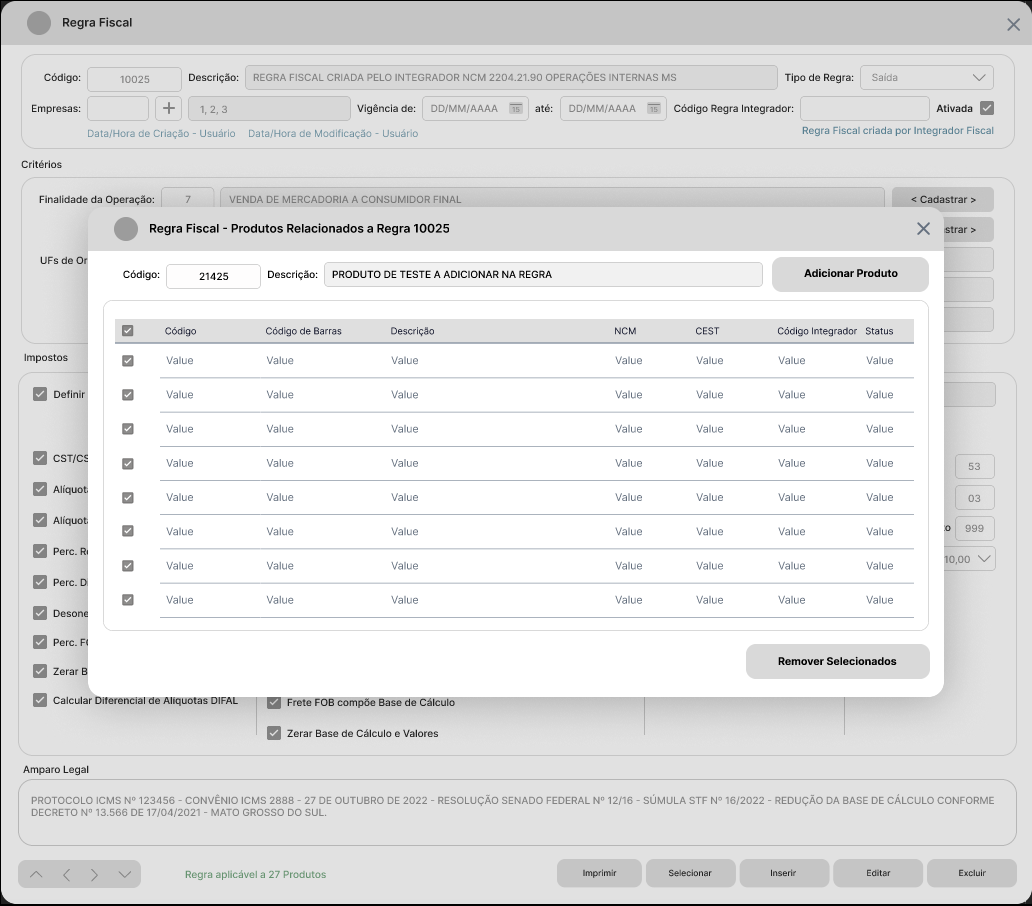 Regra Fiscal
Código: 10025 Descrição: REGRA FISCAL CRIADA PELO INTEGRADOR NCM 2204.21.90 OPERAÇÕES INTERNAS MS Tipo de Regra: Saída
Empresas: 1, 2, 3 Vigência de: DD/MM/AAAA 15 até: DD/MM/AAAA 15 Código Regra Integrador: Ativada
Data/Hora de Criação - Usuário Data/Hora de Modificação - Usuário Regra Fiscal criada por Integrador Fiscal
Critérios
Finalidade da Operação: 7 VENDA DE MERCADORIA A CONSUMIDOR FINAL < Cadastrar >
strar >
UFs de Or
Regra Fiscal - Produtos Relacionados a Regra 10025
Código: 21425 Descrição: PRODUTO DE TESTE A ADICIONAR NA REGRA Adicionar Produto
Código Código de Barras Descrição NCM CEST Código Integrador Status
Value Value Value Value Value Value Value
Value Value Value Value Value Value Value
Value Value Value Value Value Value Value
Value Value Value Value Value Value Value
Value Value Value Value Value Value Value
Value Value Value Value Value Value Value
Value Value Value Value Value Value Value
Value Value Value Value Value Value Value
Remover Selecionados
Impostos
Definir
CST/CS
53
Alíquota
03
Alíquota
to 999
Perc. Re
10,00
Perc. Di
Desone
Perc. FC
Zerar B
Calcular Diferencial de Alíquotas DIFAL
Frete FOB compõe Base de Cálculo
Zerar Base de Cálculo e Valores
Amparo Legal
PROTOCOLO ICMS Nº 123456 - CONVÊNIO ICMS 2888 - 27 DE OUTUBRO DE 2022 - RESOLUÇÃO SENADO FEDERAL Nº 12/16 - SÚMULA STF Nº 16/2022 - REDUÇÃO DA BASE DE CÁLCULO CONFORME
DECRETO Nº 13.566 DE 17/04/2021 - MATO GROSSO DO SUL.
Regra aplicável a 27 Produtos
Imprimir Selecionar Inserir Editar Excluir